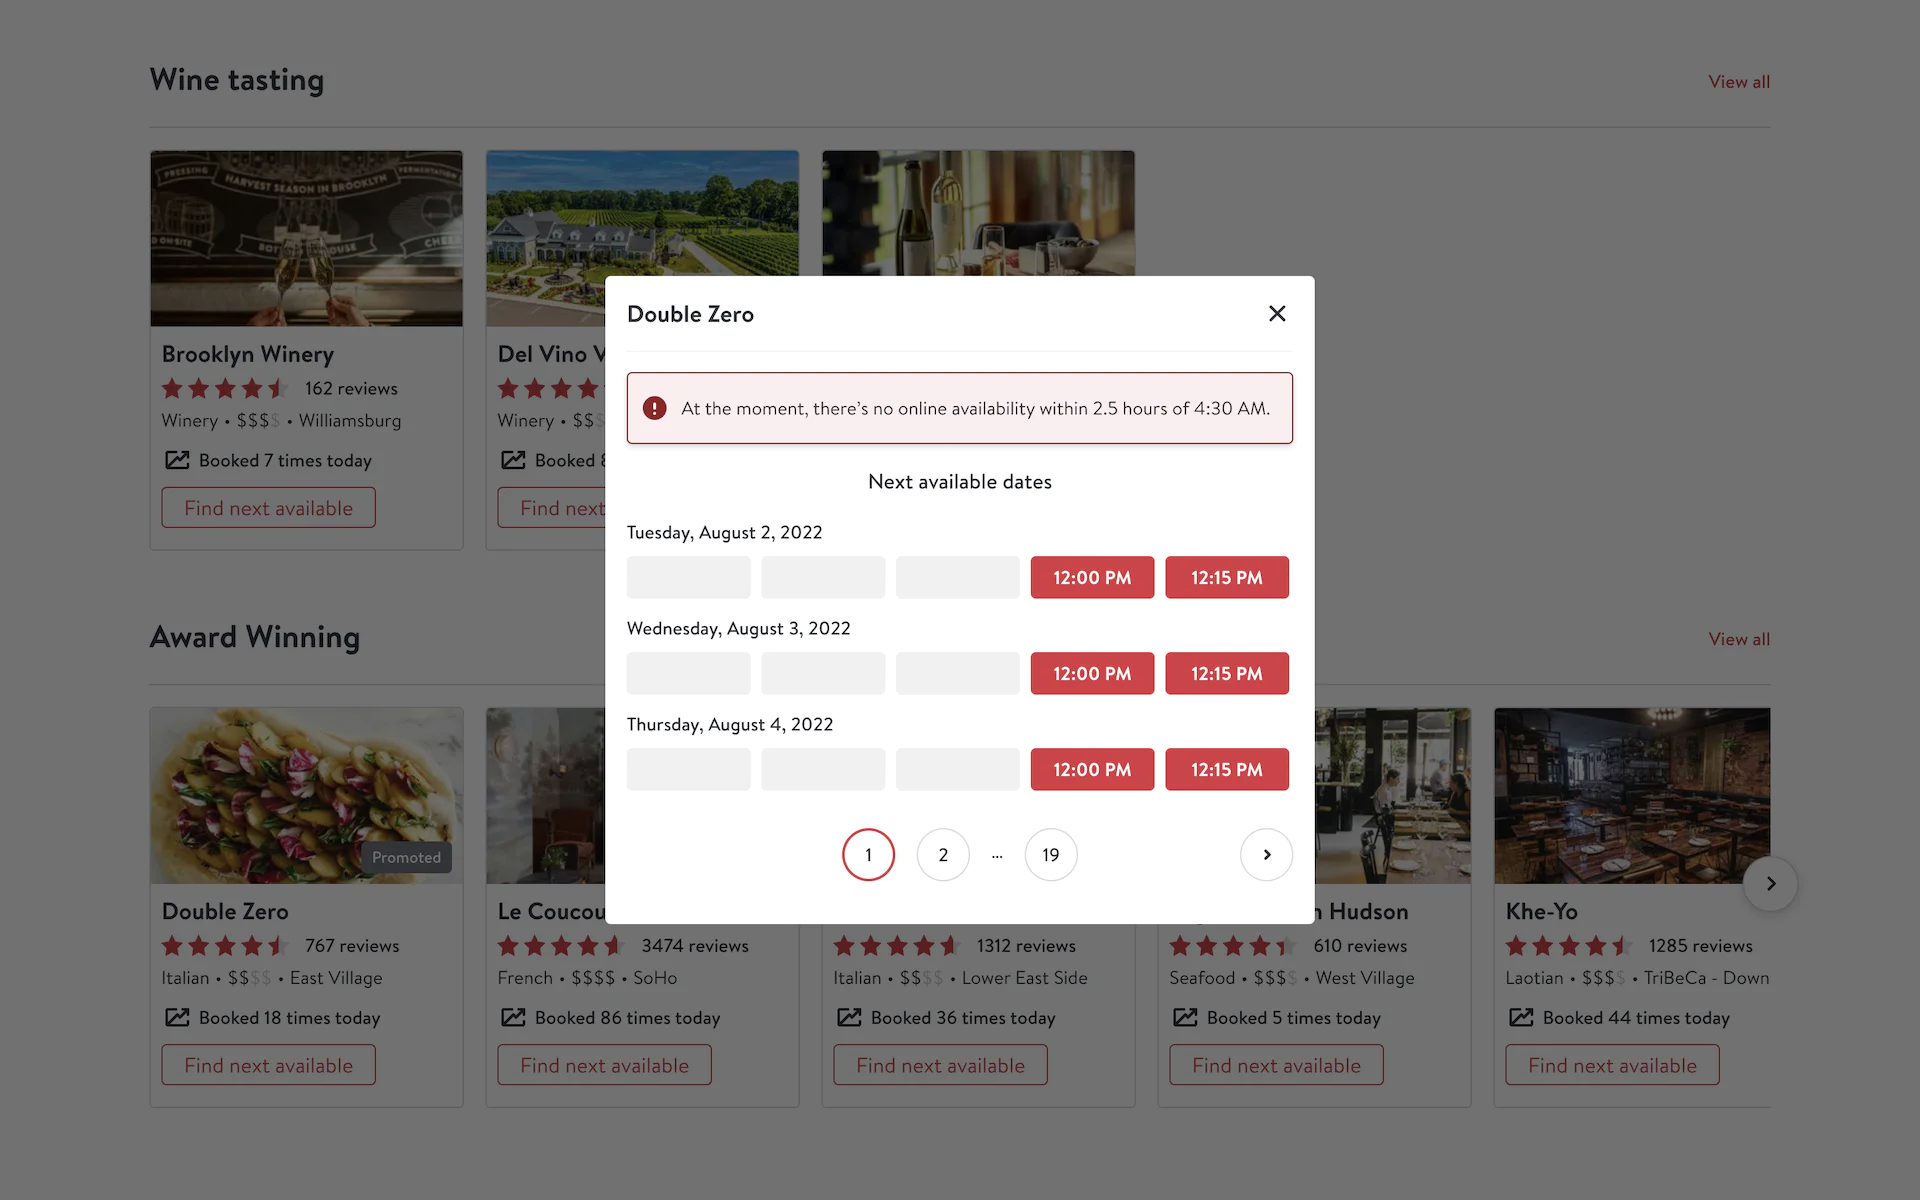 Wine tasting
View all
PRESSING
HARVEST SEASON IN BROOKLYN
FERMENTATION
Brooklyn Winery
162 reviews
Winery • $$$$ • Williamsburg
Booked 7 times today
Find next available
Del Vino
Winery • $$
Booked
Find next
Double Zero
At the moment, there's no online availability within 2.5 hours of 4:30 AM.
Next available dates
Tuesday, August 2, 2022
12:00 PM
12:15 PM
Wednesday, August 3, 2022
12:00 PM
12:15 PM
Thursday, August 4, 2022
12:00 PM
12:15 PM
1
2
...
19
Award Winning
View all
Promoted
Double Zero
767 reviews
Italian • $$$$ • East Village
Booked 18 times today
Find next available
Le Coucou
3474 reviews
French • $$$$ • SoHo
Booked 86 times today
Find next available
1312 reviews
Italian • $$$$ • Lower East Side
Booked 36 times today
Find next available
Hudson
610 reviews
Seafood • $$$$ • West Village
Booked 5 times today
Find next available
Khe-Yo
1285 reviews
Laotian • $$$$ • TriBeCa - Down
Booked 44 times today
Find next available